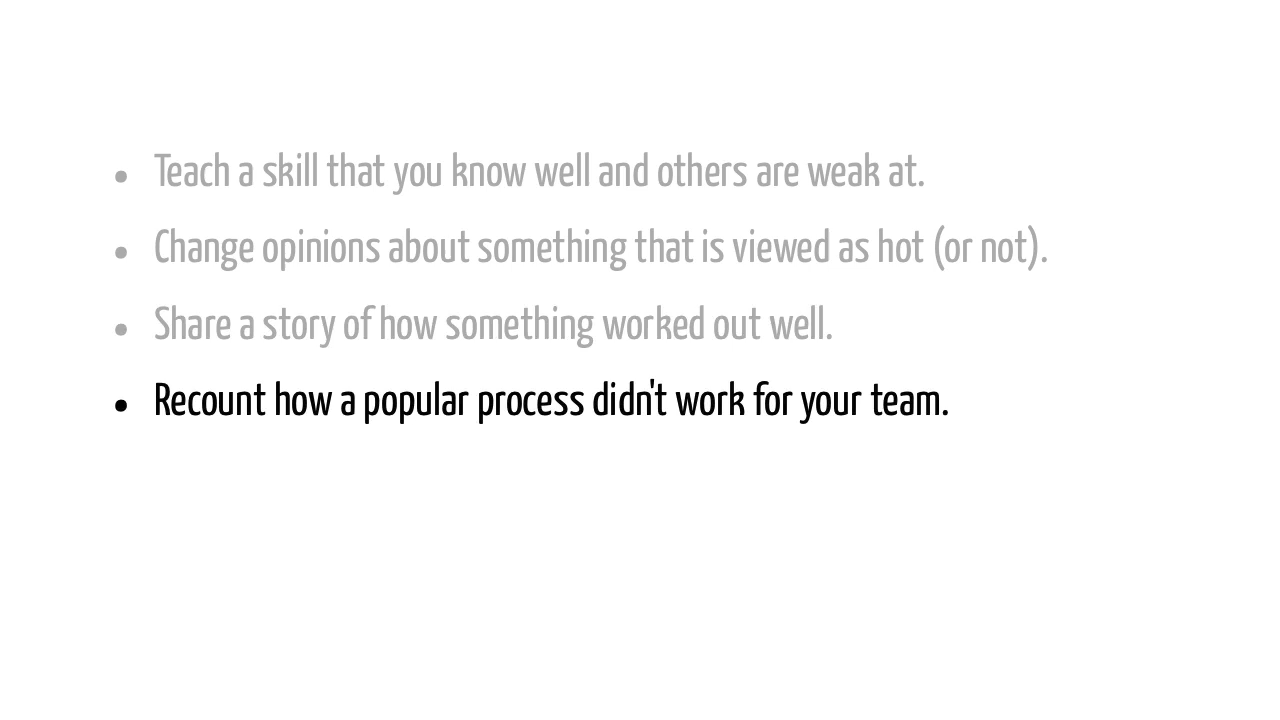 • Teach a skill that you know well and others are weak at.
• Change opinions about something that is viewed as hot (or not).
• Share a story of how something worked out well.
• Recount how a popular process didn't work for your team.